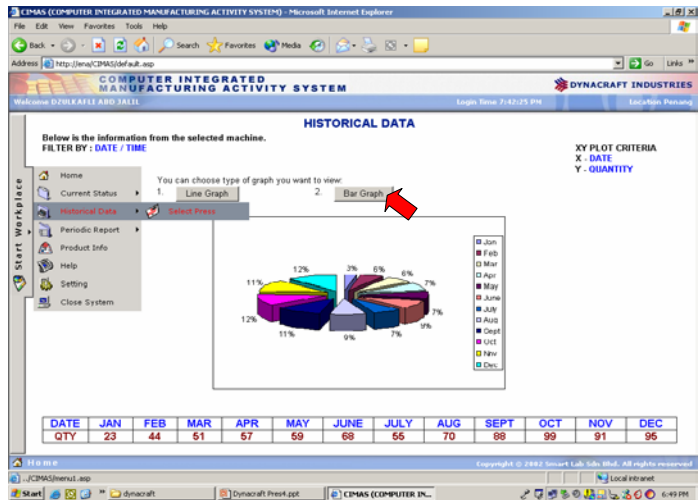 CIMAS (COMPUTER INTEGRATED MANUFACTURING ACTIVITY SYSTEM) - Microsoft Internet Explorer
File Edit View Favorites Tools Help
Back Search Favorites Media
Address http://lena/CIMAS/default.asp Go Links »
COMPUTER INTEGRATED
MANUFACTURING ACTIVITY SYSTEM
DYNACRAFT INDUSTRIES
Welcome DZULKAFLI ABD JALIL Login Time 7:42:25 PM Location Penang
HISTORICAL DATA
Below is the information from the selected machine.
FILTER BY : DATE / TIME
XY PLOT CRITERIA
X - DATE
Y - QUANTITY
Start Workplace
Home
Current Status
Historical Data
Periodic Report
Product Info
Help
Setting
Close System
Select Press
You can choose type of graph you want to view:
1. Line Graph 2. Bar Graph
3%
6%
6%
7%
7%
9%
7%
9%
11%
12%
11%
12%
Jan
Feb
Mar
Apr
May
June
July
Aug
Dept
Oct
Nov
Dec
DATE JAN FEB MAR APR MAY JUNE JULY AUG SEPT OCT NOV DEC
QTY 23 44 51 57 59 68 55 70 88 99 91 95
Home
Copyright © 2002 Smart Lab Sdn Bhd. All rights reserved
../CIMAS/menu1.asp Local intranet
Start » dynacraft Dynacraft Pres4.ppt CIMAS (COMPUTER IN... 6:49 PM